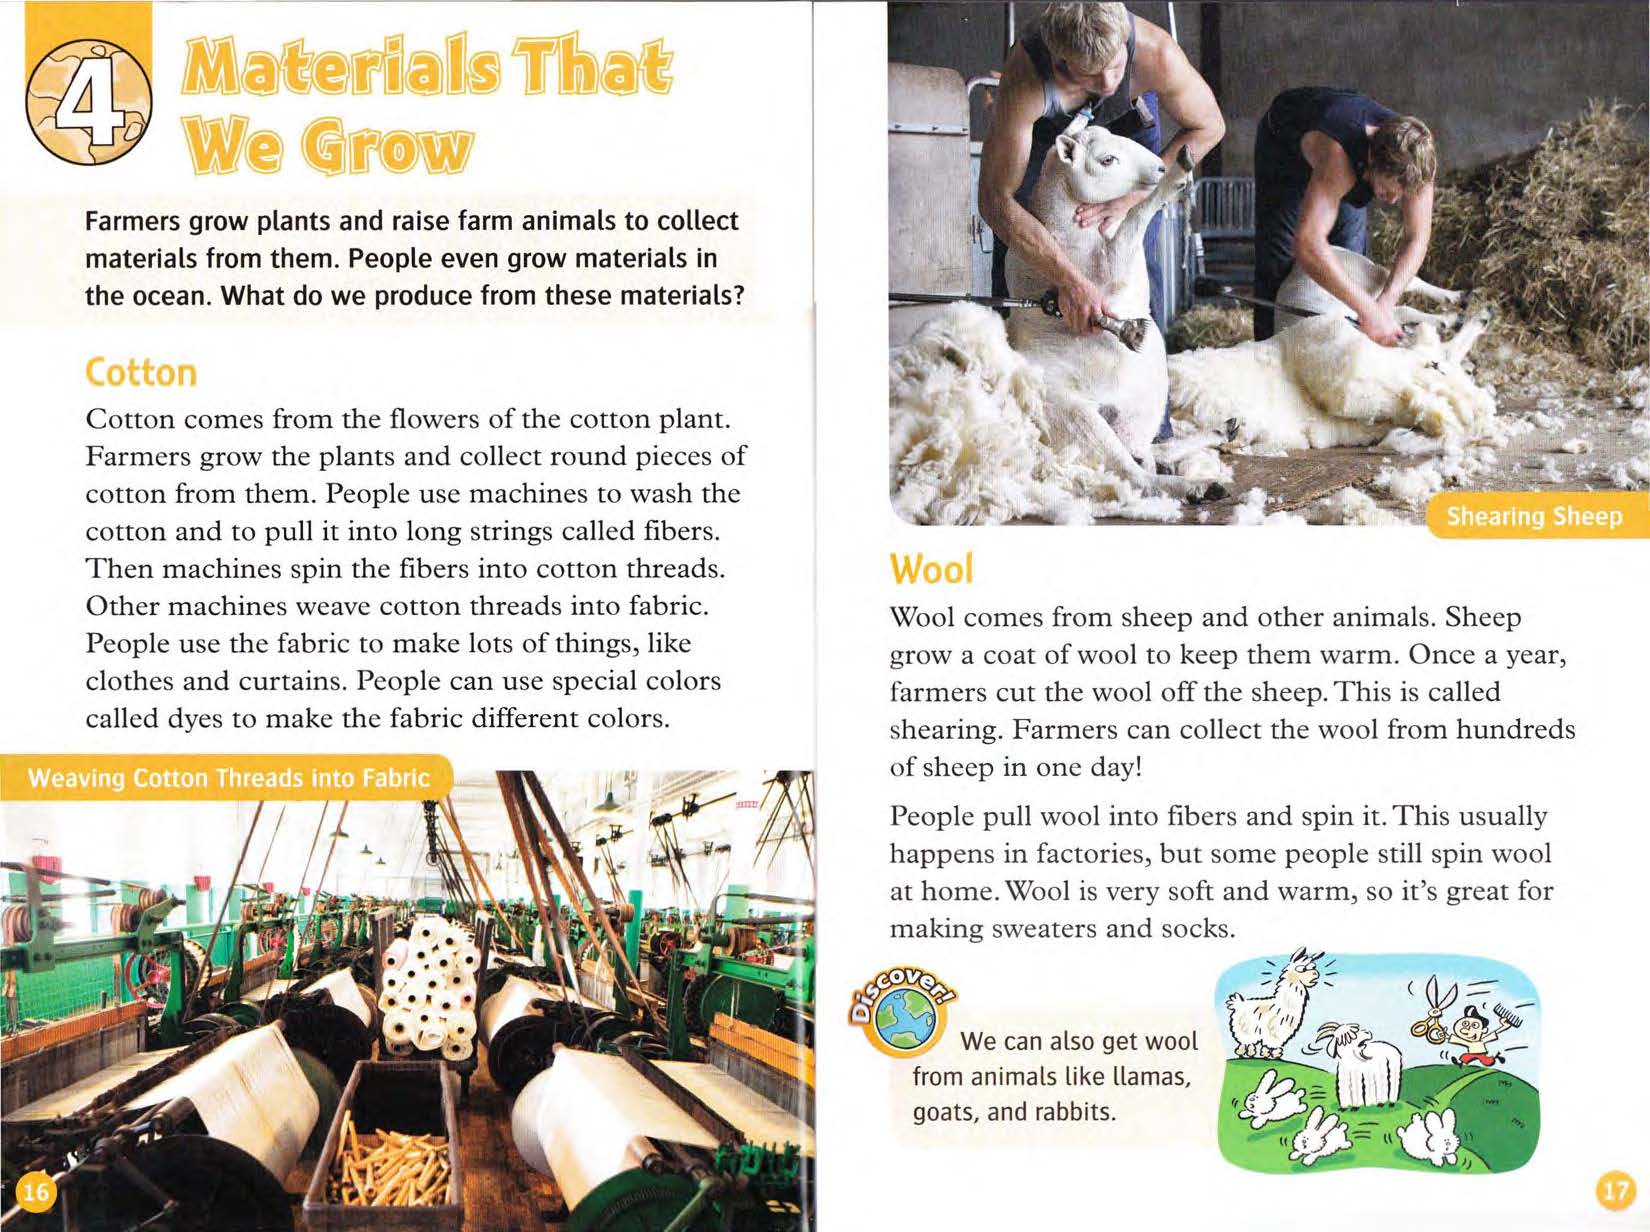 4
Materials That
We Grow
Farmers grow plants and raise farm animals to collect
materials from them. People even grow materials in
the ocean. What do we produce from these materials?
Cotton
Cotton comes from the flowers of the cotton plant.
Farmers grow the plants and collect round pieces of
cotton from them. People use machines to wash the
cotton and to pull it into long strings called fibers.
Then machines spin the fibers into cotton threads.
Other machines weave cotton threads into fabric.
People use the fabric to make lots of things, like
clothes and curtains. People can use special colors
called dyes to make the fabric different colors.
Weaving Cotton Threads into Fabric
16
Shearing Sheep
Wool
Wool comes from sheep and other animals. Sheep
grow a coat of wool to keep them warm. Once a year,
farmers cut the wool off the sheep. This is called
shearing. Farmers can collect the wool from hundreds
of sheep in one day!
People pull wool into fibers and spin it. This usually
happens in factories, but some people still spin wool
at home. Wool is very soft and warm, so it's great for
making sweaters and socks.
Discover!
We can also get wool
from animals like llamas,
goats, and rabbits.
17